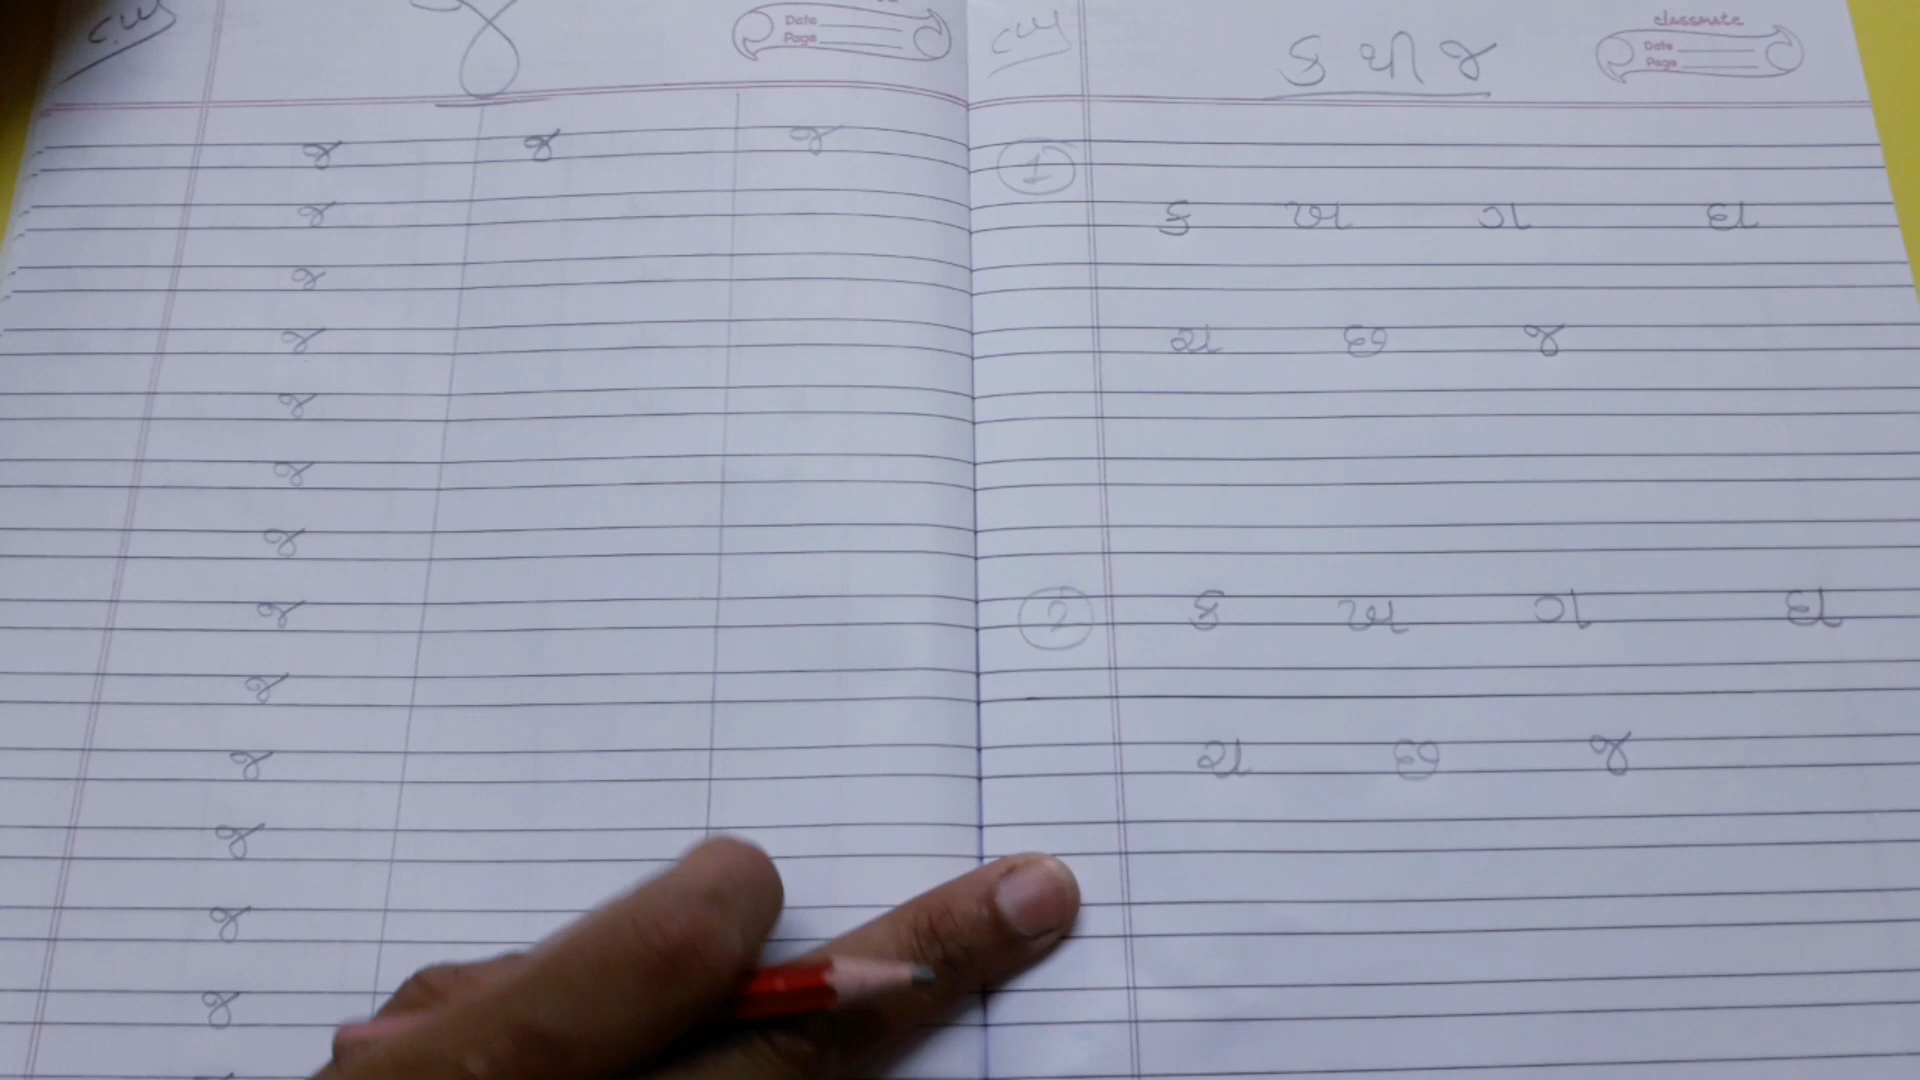 C.W
જ
Date
Page
જ જ જ
જ
જ
જ
જ
જ
જ
જ
જ
જ
જ
જ
જ
C.W
ક થી જ
classmate
Date
Page
1
ક ખ ગ ઘ
ચ છ જ
2
ક ખ ગ ઘ
ચ છ જ